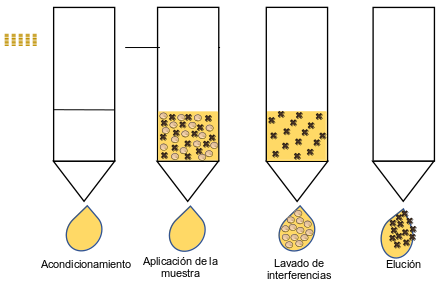 Acondicionamiento
Aplicación de la
muestra
Lavado de
interferencias
Elución